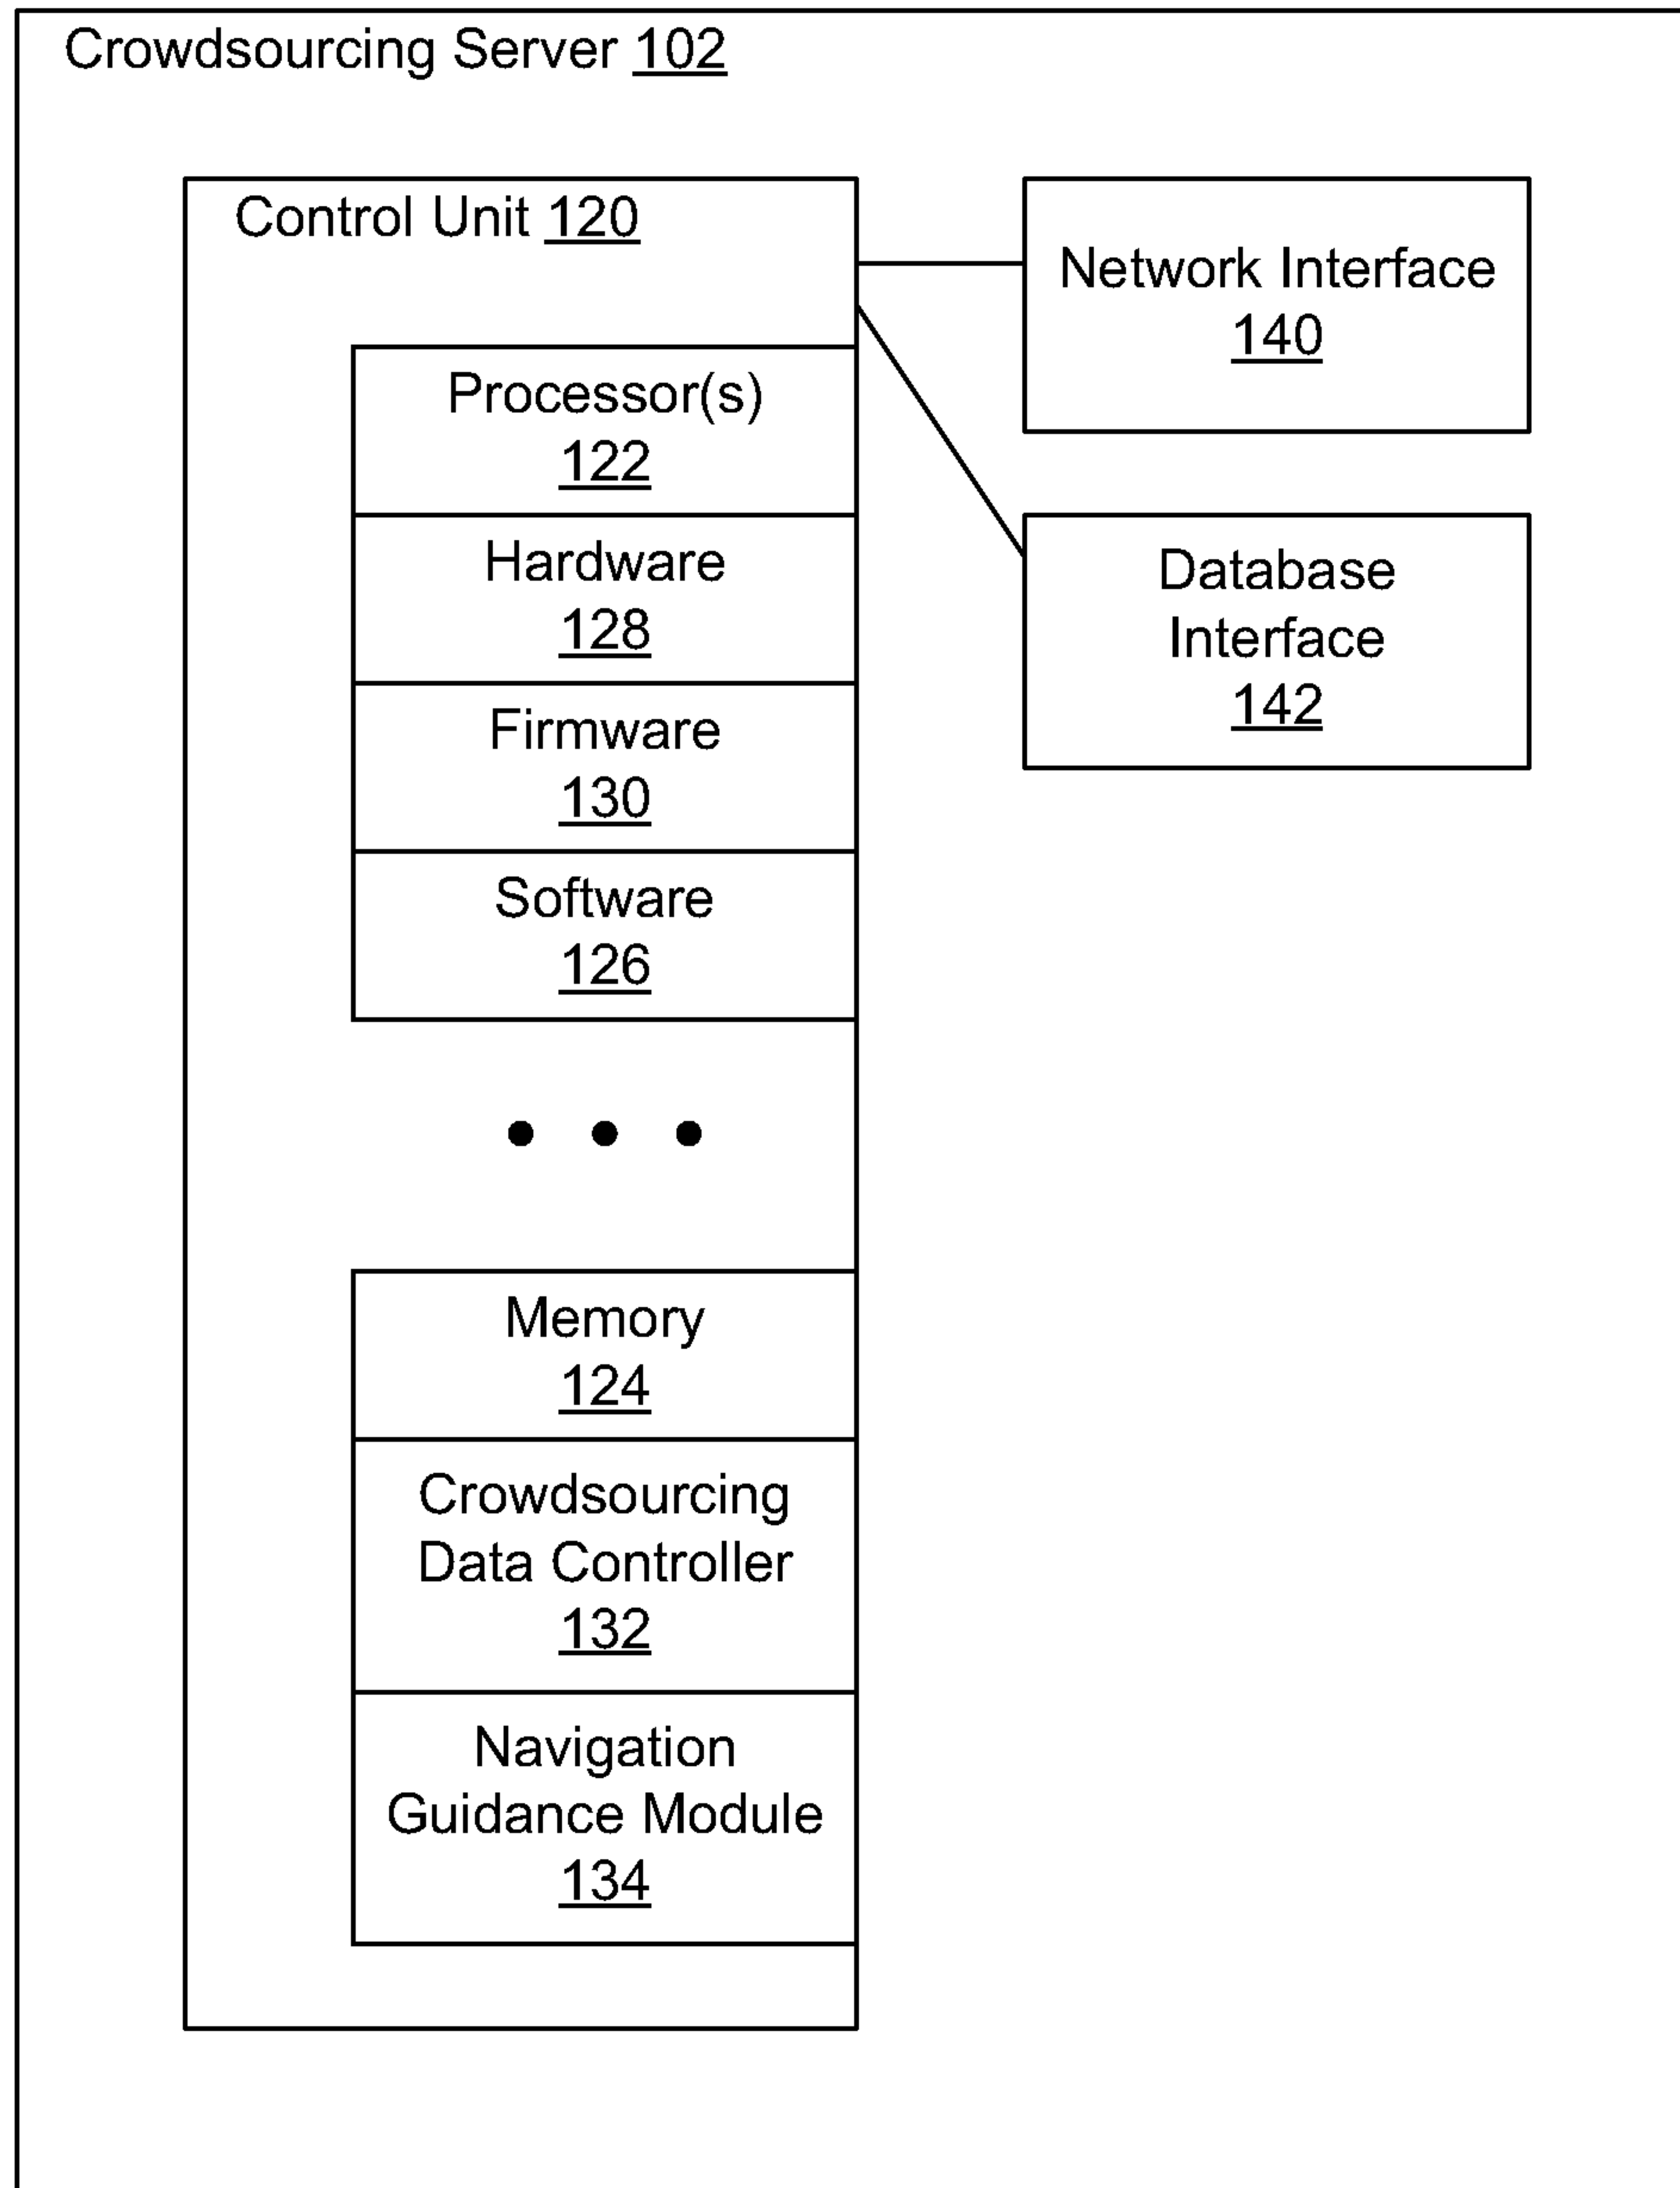 Crowdsourcing Server 102
Control Unit 120
Network Interface
140
Processor(s)
122
Database
Interface
142
Hardware
128
Firmware
130
Software
126
Memory
124
Crowdsourcing
Data Controller
132
Navigation
Guidance Module
134